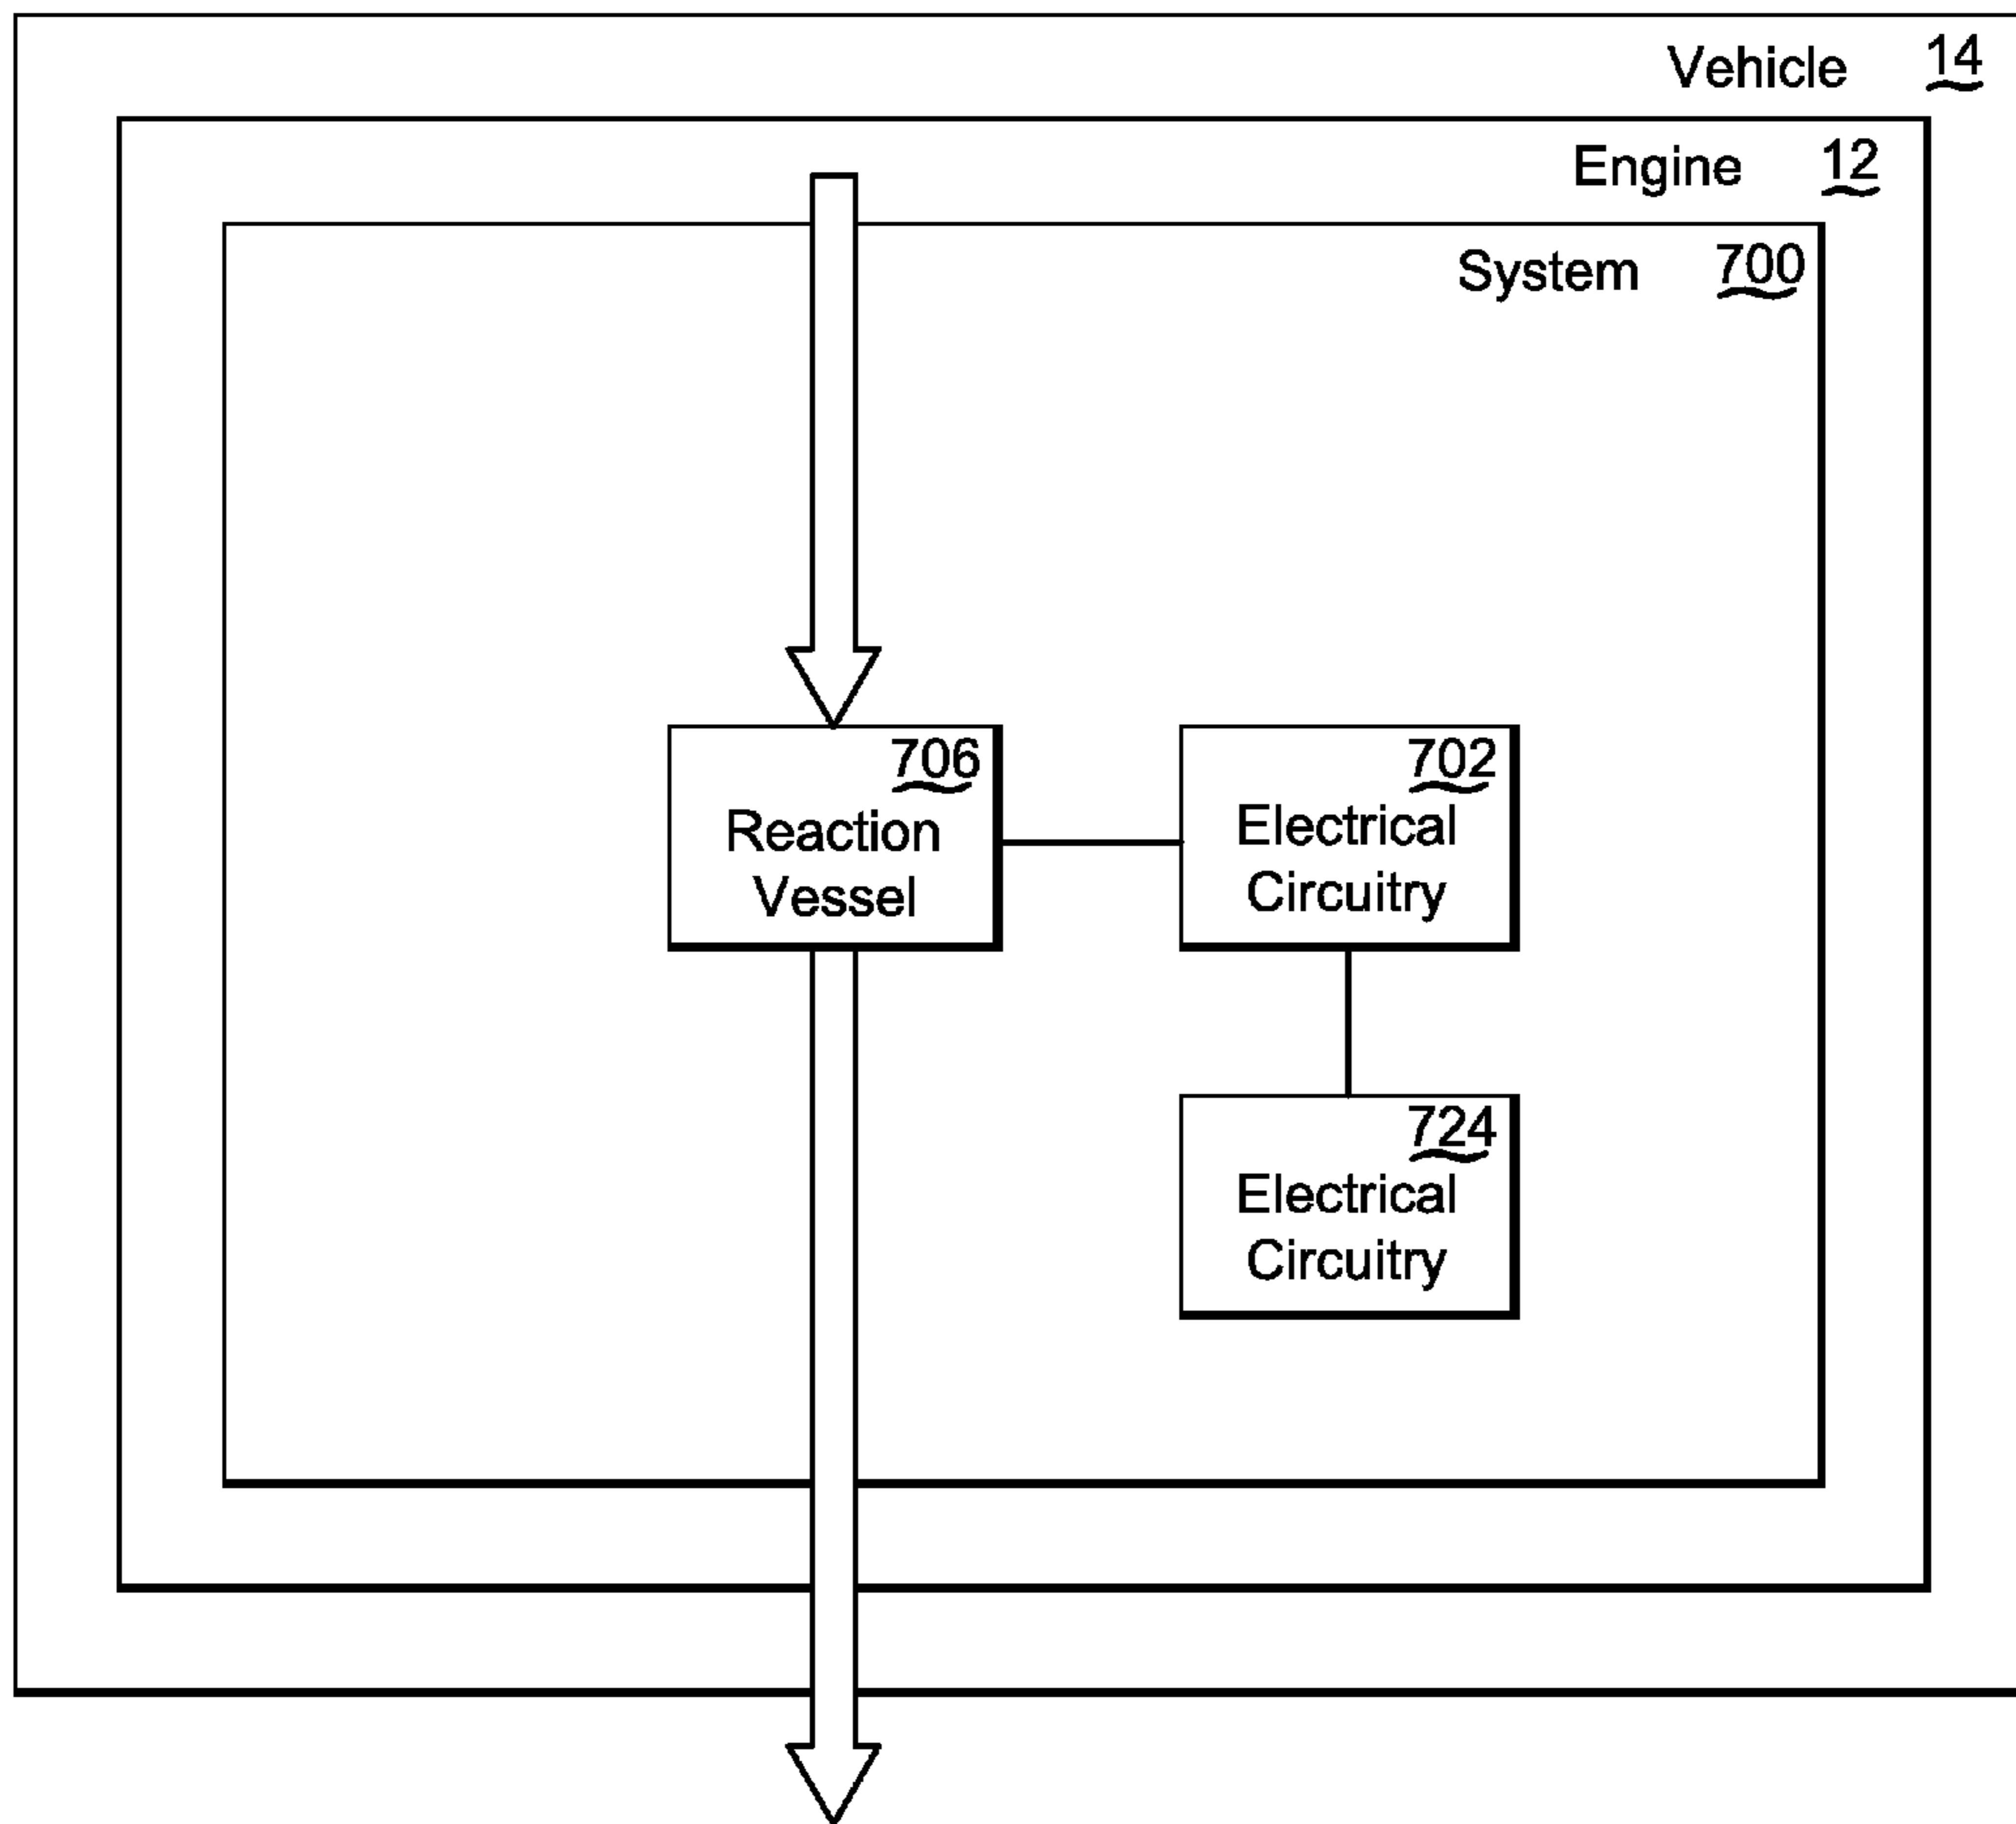 Vehicle 14
Engine 12
System 700
706
Reaction
Vessel
702
Electrical
Circuitry
724
Electrical
Circuitry